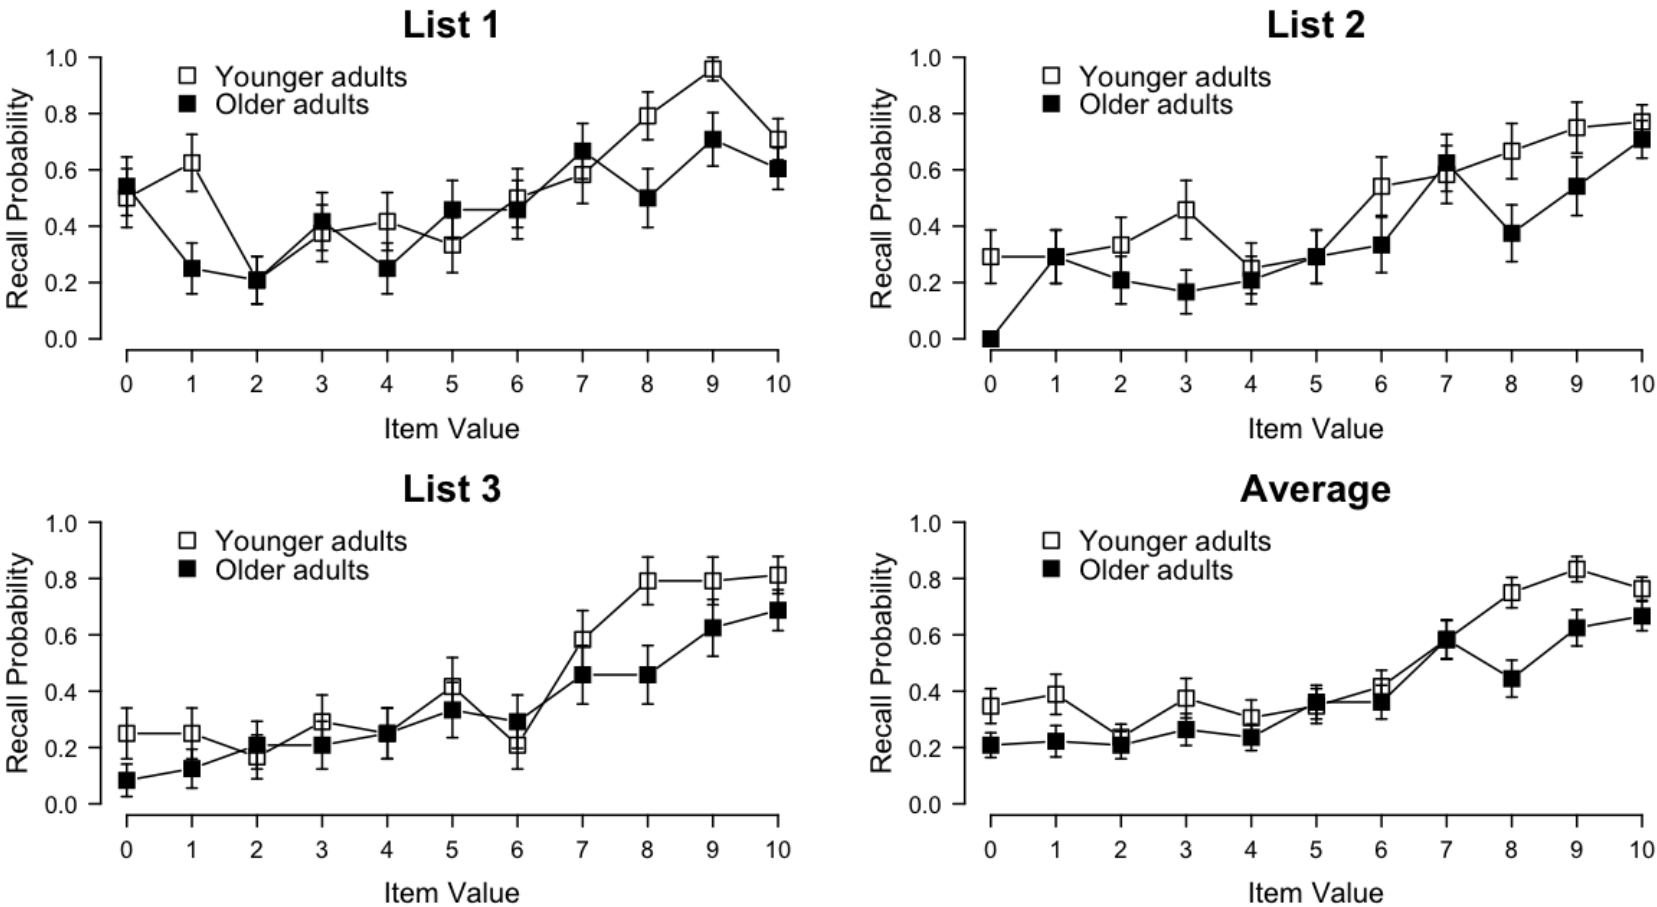 List 1
1.0
0.8
0.6
0.4
0.2
0.0
Recall Probability
Younger adults
Older adults
0 1 2 3 4 5 6 7 8 9 10
Item Value
List 2
1.0
0.8
0.6
0.4
0.2
0.0
Recall Probability
Younger adults
Older adults
0 1 2 3 4 5 6 7 8 9 10
Item Value
List 3
1.0
0.8
0.6
0.4
0.2
0.0
Recall Probability
Younger adults
Older adults
0 1 2 3 4 5 6 7 8 9 10
Item Value
Average
1.0
0.8
0.6
0.4
0.2
0.0
Recall Probability
Younger adults
Older adults
0 1 2 3 4 5 6 7 8 9 10
Item Value